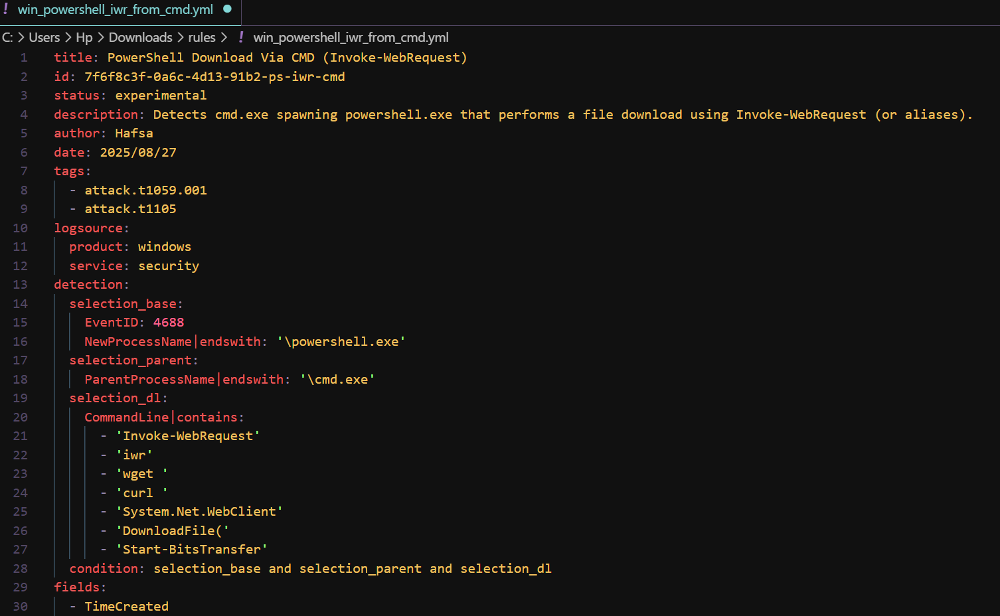 ! win_powershell_iwr_from_cmd.yml ●
C: > Users > Hp > Downloads > rules > ! win_powershell_iwr_from_cmd.yml
1 title: PowerShell Download Via CMD (Invoke-WebRequest)
2 id: 7f6f8c3f-0a6c-4d13-91b2-ps-iwr-cmd
3 status: experimental
4 description: Detects cmd.exe spawning powershell.exe that performs a file download using Invoke-WebRequest (or aliases).
5 author: Hafsa
6 date: 2025/08/27
7 tags:
8   - attack.t1059.001
9   - attack.t1105
10 logsource:
11   product: windows
12   service: security
13 detection:
14   selection_base:
15     EventID: 4688
16     NewProcessName|endswith: '\powershell.exe'
17   selection_parent:
18     ParentProcessName|endswith: '\cmd.exe'
19   selection_dl:
20     CommandLine|contains:
21       - 'Invoke-WebRequest'
22       - 'iwr'
23       - 'wget '
24       - 'curl '
25       - 'System.Net.WebClient'
26       - 'DownloadFile('
27       - 'Start-BitsTransfer'
28   condition: selection_base and selection_parent and selection_dl
29 fields:
30   - TimeCreated